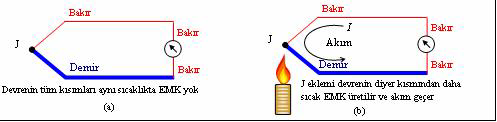 Bakır
Bakır
J
Demir
Bakır
Devrenin tüm kısımları aynı sıcaklıkta EMK yok
(a)
Bakır
I
Bakır
J
Akım
Demir
Bakır
J eklemi devrenin diyer kısmından daha
sıcak EMK üretilir ve akım geçer
(b)